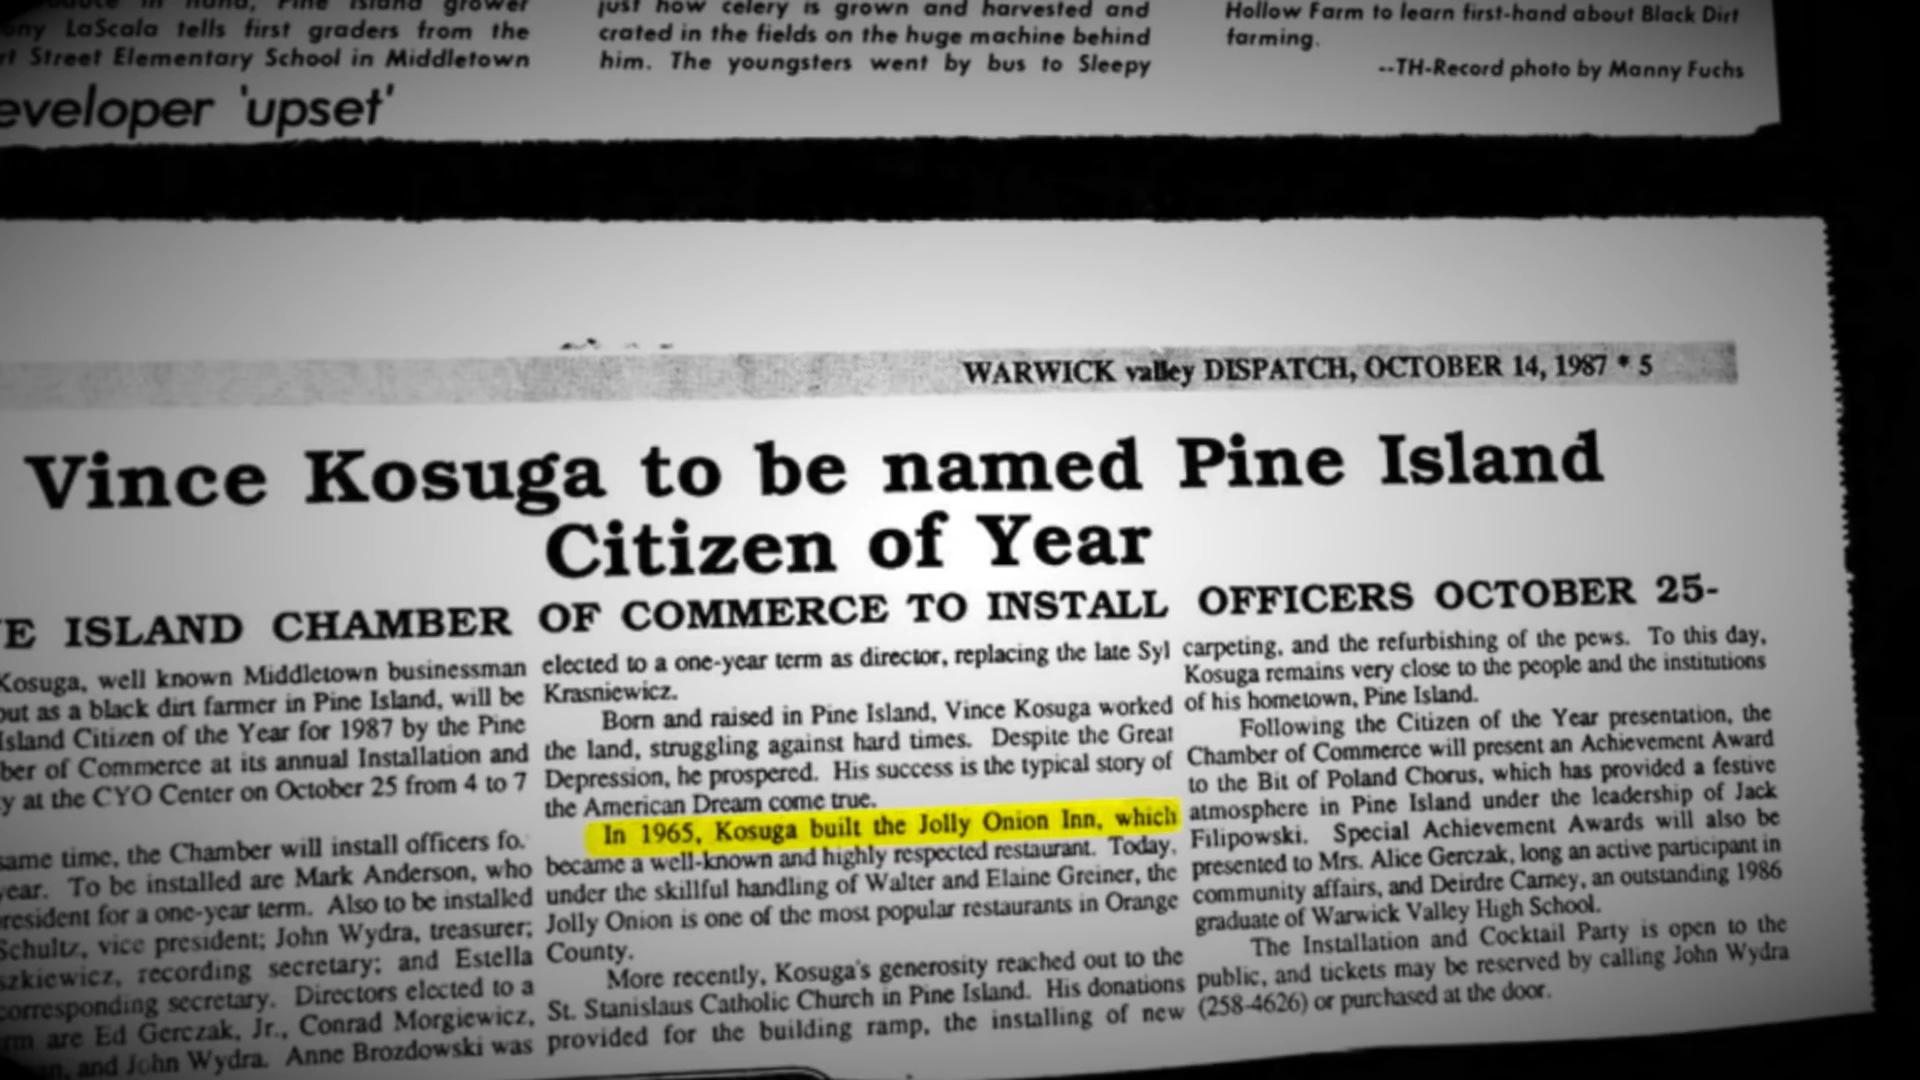 in hand, Pine Island grower
ony LaScala tells first graders from the
rt Street Elementary School in Middletown
just how celery is grown and harvested and
crated in the fields on the huge machine behind
him. The youngsters went by bus to Sleepy
Hollow Farm to learn first-hand about Black Dirt
farming.
--TH-Record photo by Manny Fuchs
eveloper 'upset'
WARWICK valley DISPATCH, OCTOBER 14, 1987 * 5
Vince Kosuga to be named Pine Island
Citizen of Year
E ISLAND CHAMBER OF COMMERCE TO INSTALL OFFICERS OCTOBER 25-
Kosuga, well known Middletown businessman
out as a black dirt farmer in Pine Island, will be
Island Citizen of the Year for 1987 by the Pine
ber of Commerce at its annual Installation and
y at the CYO Center on October 25 from 4 to 7
same time, the Chamber will install officers fo
year. To be installed are Mark Anderson, who
resident for a one-year term. Also to be installed
Schultz, vice president; John Wydra, treasurer;
szkiewicz, recording secretary; and Estella
corresponding secretary. Directors elected to a
rm are Ed Gerczak, Jr., Conrad Morgiewicz,
an, and John Wydra. Anne Brozdowski was
elected to a one-year term as director, replacing the late Syl
Krasniewicz.
Born and raised in Pine Island, Vince Kosuga worked
the land, struggling against hard times. Despite the Great
Depression, he prospered. His success is the typical story of
the American Dream come true.
In 1965, Kosuga built the Jolly Onion Inn, which
became a well-known and highly respected restaurant. Today,
under the skillful handling of Walter and Elaine Greiner, the
Jolly Onion is one of the most popular restaurants in Orange
County.
More recently, Kosuga's generosity reached out to the
St. Stanislaus Catholic Church in Pine Island. His donations
provided for the building ramp, the installing of new
carpeting, and the refurbishing of the pews. To this day,
Kosuga remains very close to the people and the institutions
of his hometown, Pine Island.
Following the Citizen of the Year presentation, the
Chamber of Commerce will present an Achievement Award
to the Bit of Poland Chorus, which has provided a festive
atmosphere in Pine Island under the leadership of Jack
Filipowski. Special Achievement Awards will also be
presented to Mrs. Alice Gerczak, long an active participant in
community affairs, and Deirdre Carney, an outstanding 1986
graduate of Warwick Valley High School.
The Installation and Cocktail Party is open to the
public, and tickets may be reserved by calling John Wydra
(258-4626) or purchased at the door.